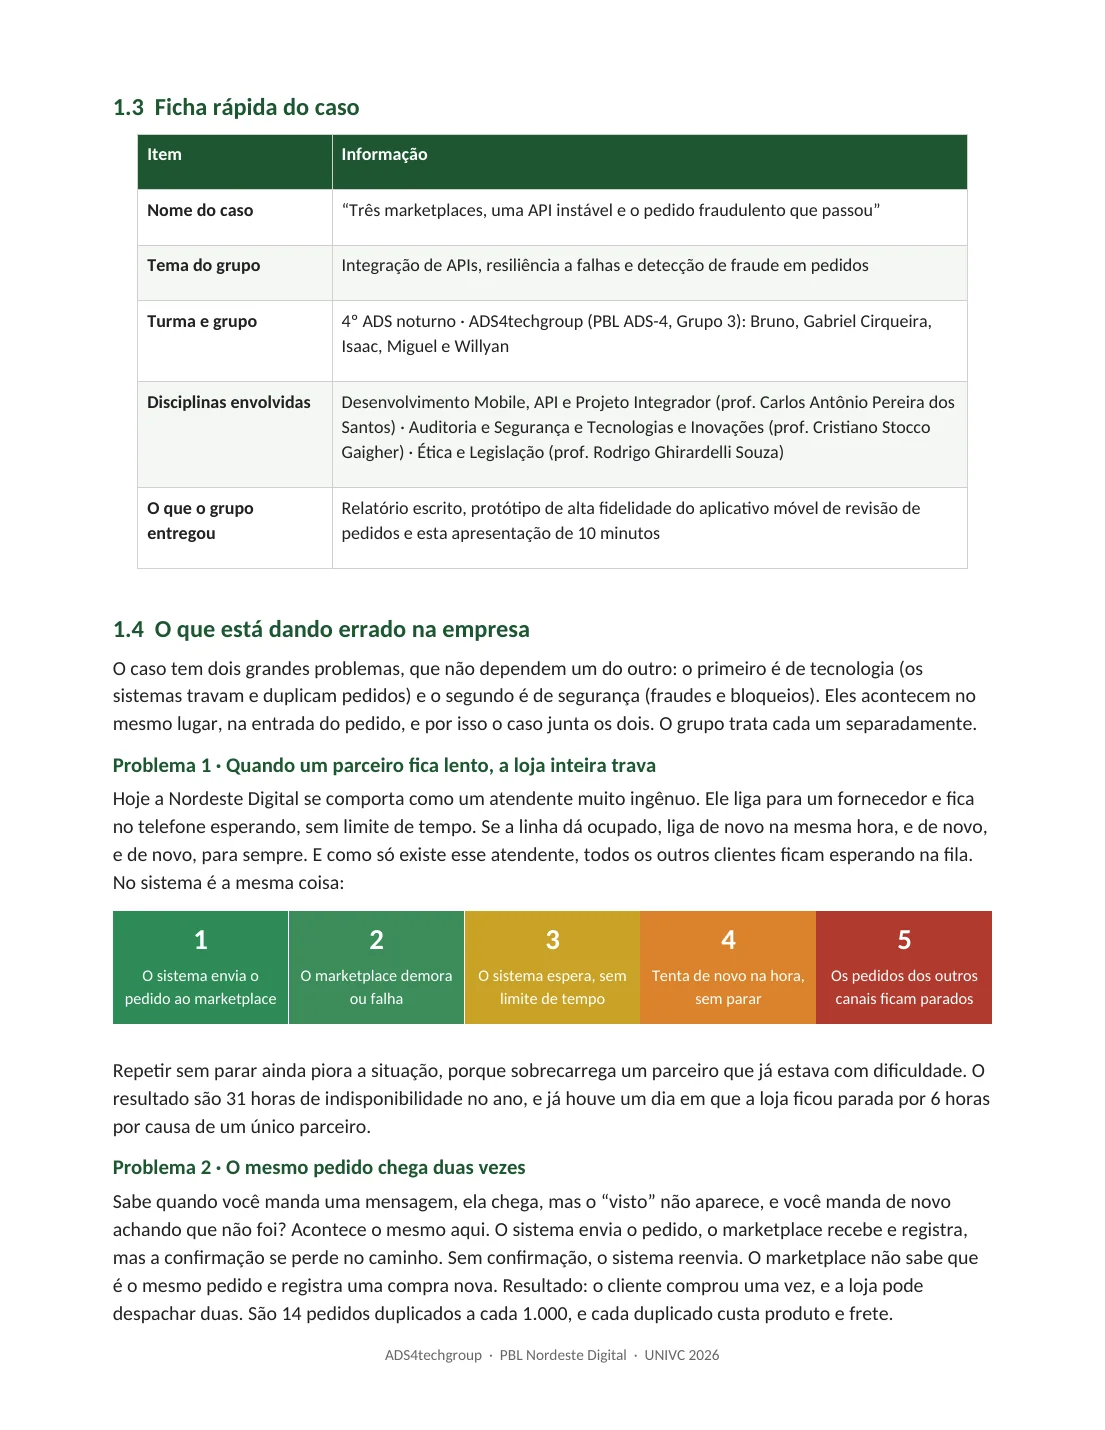 1.3 Ficha rápida do caso
Item
Informação
Nome do caso
“Três marketplaces, uma API instável e o pedido fraudulento que passou”
Tema do grupo
Integração de APIs, resiliência a falhas e detecção de fraude em pedidos
Turma e grupo
4º ADS noturno · ADS4techgroup (PBL ADS-4, Grupo 3): Bruno, Gabriel Cirqueira,
Isaac, Miguel e Willyan
Disciplinas envolvidas
Desenvolvimento Mobile, API e Projeto Integrador (prof. Carlos Antônio Pereira dos
Santos) · Auditoria e Segurança e Tecnologias e Inovações (prof. Cristiano Stocco
Gaigher) · Ética e Legislação (prof. Rodrigo Ghirardelli Souza)
O que o grupo
entregou
Relatório escrito, protótipo de alta fidelidade do aplicativo móvel de revisão de
pedidos e esta apresentação de 10 minutos
1.4 O que está dando errado na empresa
O caso tem dois grandes problemas, que não dependem um do outro: o primeiro é de tecnologia (os
sistemas travam e duplicam pedidos) e o segundo é de segurança (fraudes e bloqueios). Eles acontecem no
mesmo lugar, na entrada do pedido, e por isso o caso junta os dois. O grupo trata cada um separadamente.
Problema 1 · Quando um parceiro fica lento, a loja inteira trava
Hoje a Nordeste Digital se comporta como um atendente muito ingênuo. Ele liga para um fornecedor e fica
no telefone esperando, sem limite de tempo. Se a linha dá ocupado, liga de novo na mesma hora, e de novo,
e de novo, para sempre. E como só existe esse atendente, todos os outros clientes ficam esperando na fila.
No sistema é a mesma coisa:
1
O sistema envia o
pedido ao marketplace
2
O marketplace demora
ou falha
3
O sistema espera, sem
limite de tempo
4
Tenta de novo na hora,
sem parar
5
Os pedidos dos outros
canais ficam parados
Repetir sem parar ainda piora a situação, porque sobrecarrega um parceiro que já estava com dificuldade. O
resultado são 31 horas de indisponibilidade no ano, e já houve um dia em que a loja ficou parada por 6 horas
por causa de um único parceiro.
Problema 2 · O mesmo pedido chega duas vezes
Sabe quando você manda uma mensagem, ela chega, mas o “visto” não aparece, e você manda de novo
achando que não foi? Acontece o mesmo aqui. O sistema envia o pedido, o marketplace recebe e registra,
mas a confirmação se perde no caminho. Sem confirmação, o sistema reenvia. O marketplace não sabe que
é o mesmo pedido e registra uma compra nova. Resultado: o cliente comprou uma vez, e a loja pode
despachar duas. São 14 pedidos duplicados a cada 1.000, e cada duplicado custa produto e frete.
ADS4techgroup · PBL Nordeste Digital · UNIVC 2026